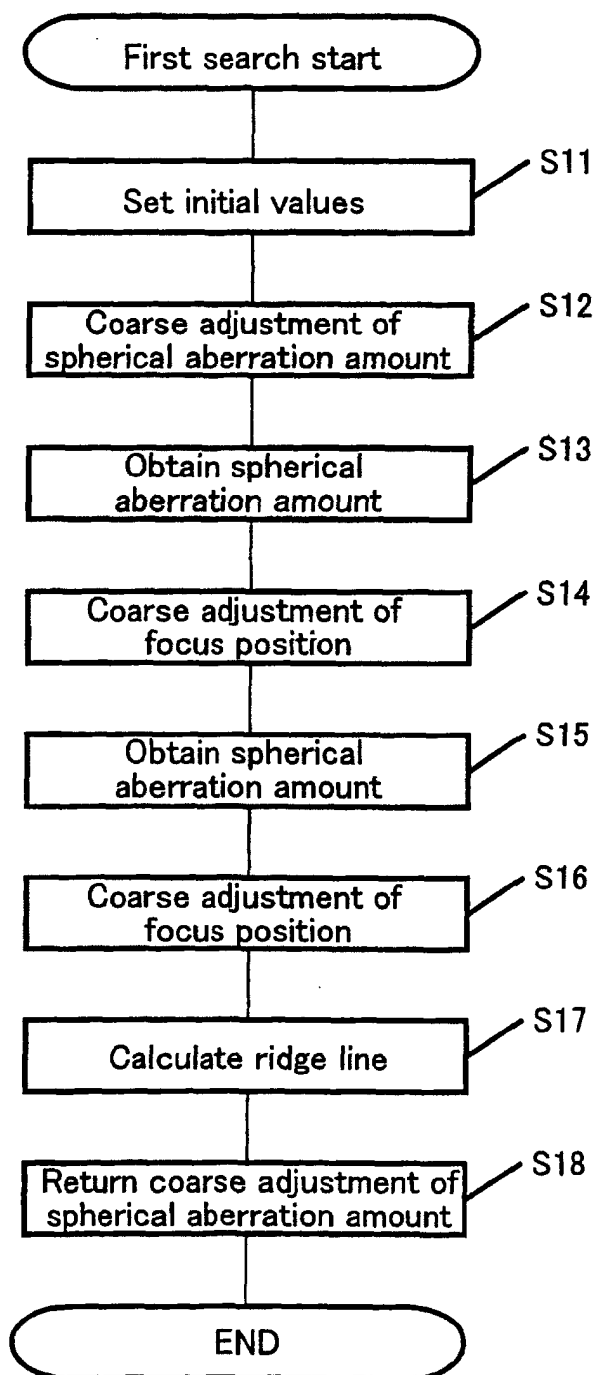 First search start
S11
Set initial values
S12
Coarse adjustment of
spherical aberration amount
S13
Obtain spherical
aberration amount
S14
Coarse adjustment of
focus position
S15
Obtain spherical
aberration amount
S16
Coarse adjustment of
focus position
S17
Calculate ridge line
S18
Return coarse adjustment of
spherical aberration amount
END